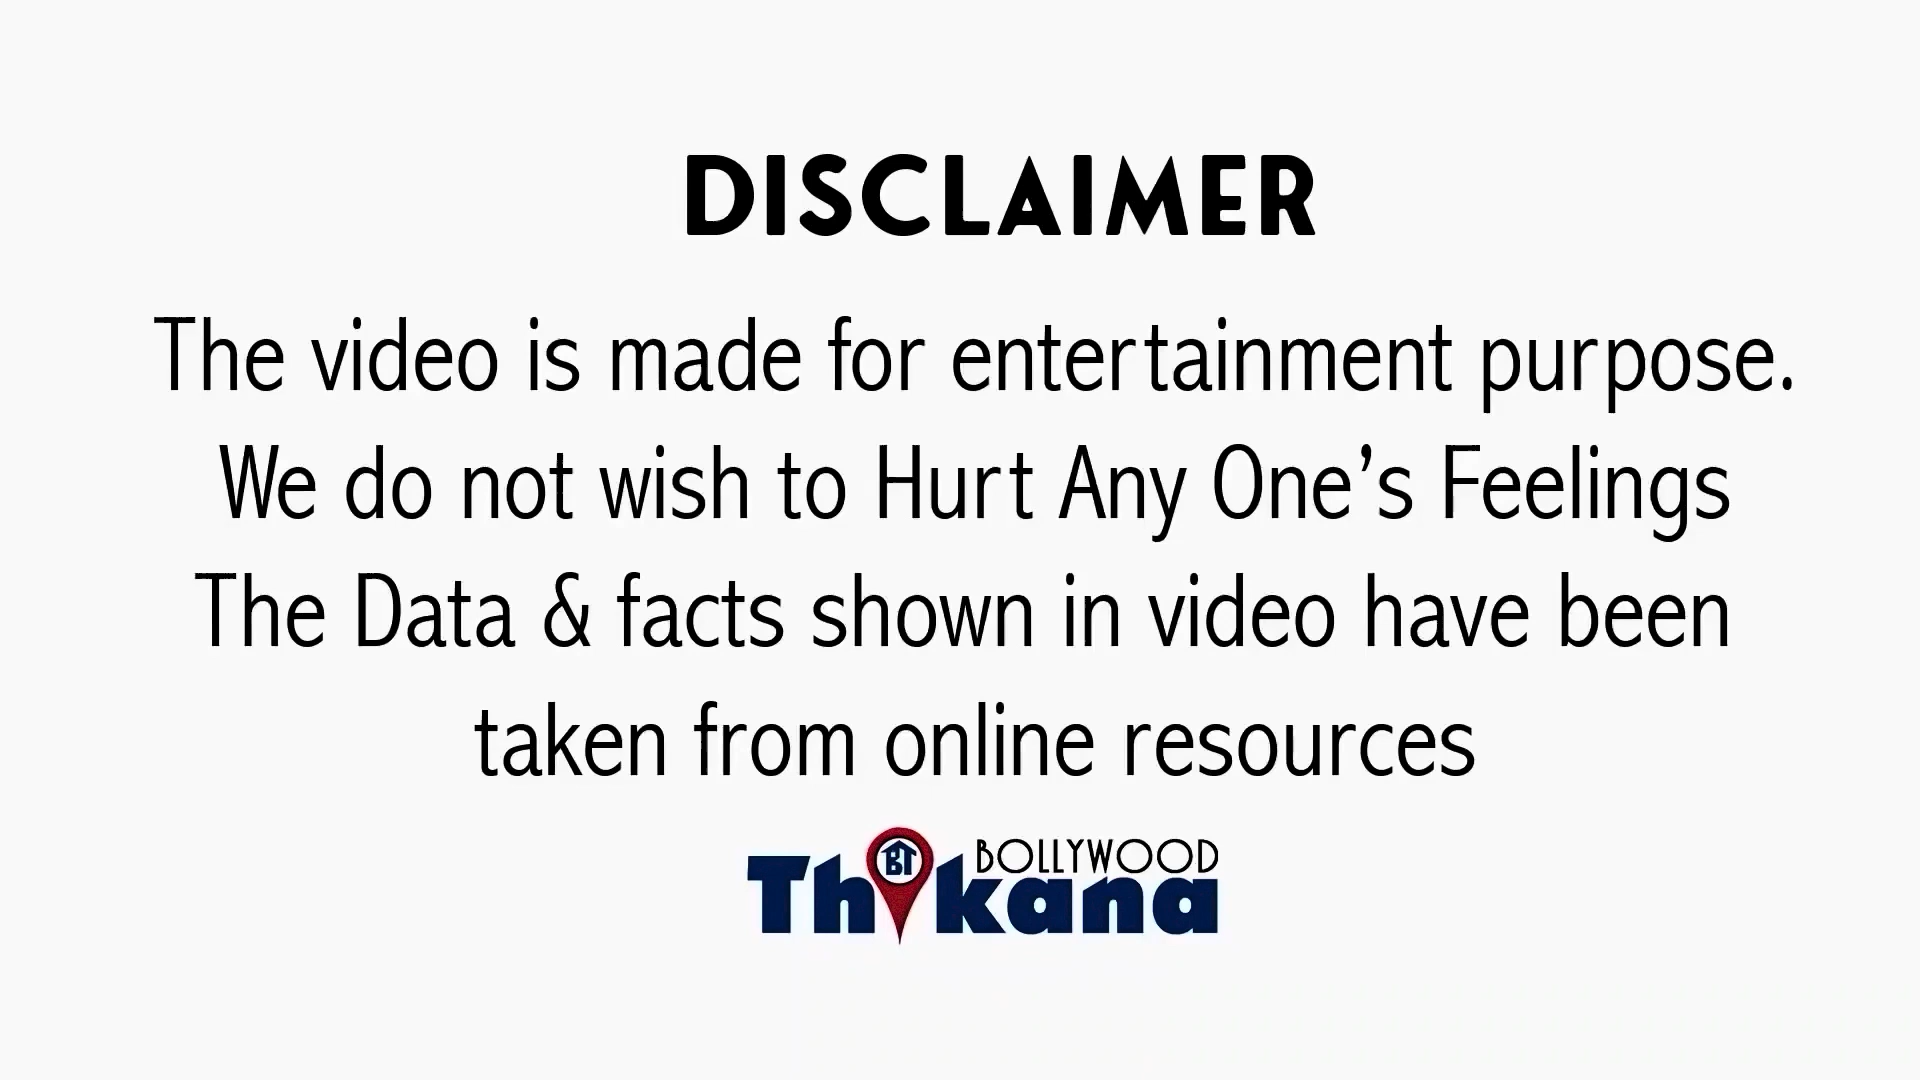 DISCLAIMER
The video is made for entertainment purpose.
We do not wish to Hurt Any One’s Feelings
The Data & facts shown in video have been
taken from online resources
BOLLYWOOD
BT
Thikana